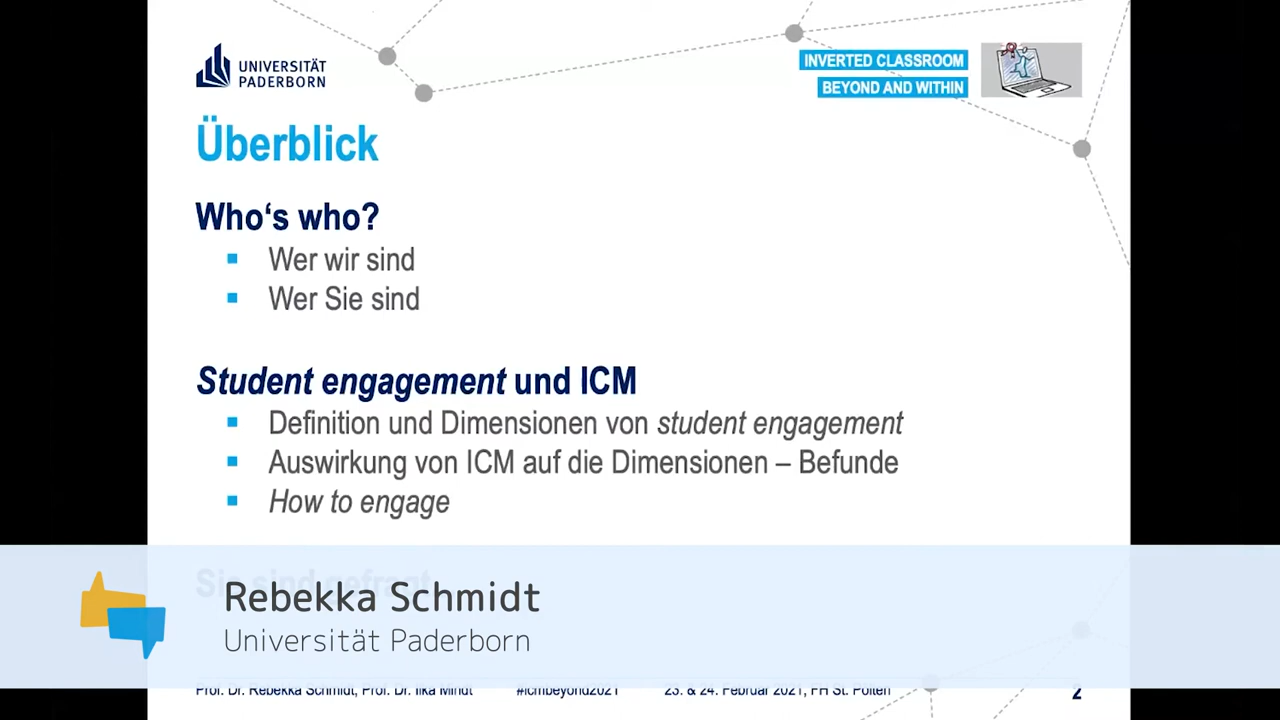 UNIVERSITÄT
PADERBORN
INVERTED CLASSROOM
BEYOND AND WITHIN
Überblick
Who‘s who?
Wer wir sind
Wer Sie sind
Student engagement und ICM
Definition und Dimensionen von student engagement
Auswirkung von ICM auf die Dimensionen – Befunde
How to engage
Sie sind gefragt
Rebekka Schmidt
Universität Paderborn
Prof. Dr. Rebekka Schmidt, Prof. Dr. Ilka Mindt #icmbeyond2021 23. & 24. Februar 2021, FH St. Pölten 2